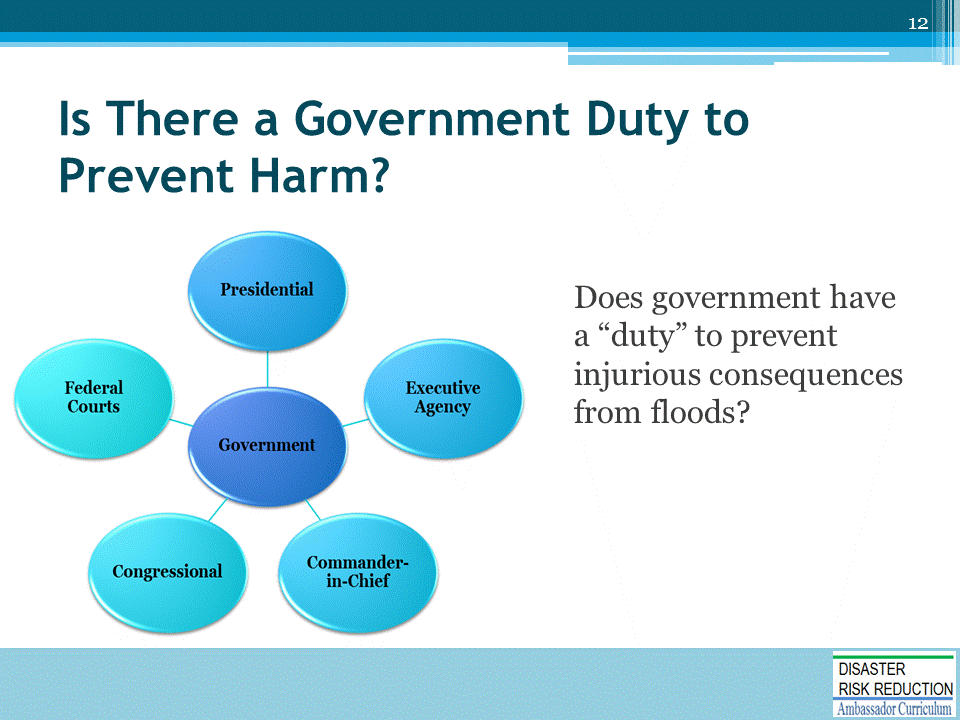 12
Is There a Government Duty to
Prevent Harm?
Presidential
Federal
Courts
Executive
Agency
Government
Congressional
Commander-
in-Chief
Does government have
a “duty” to prevent
injurious consequences
from floods?
DISASTER
RISK REDUCTION
Ambassador Curriculum